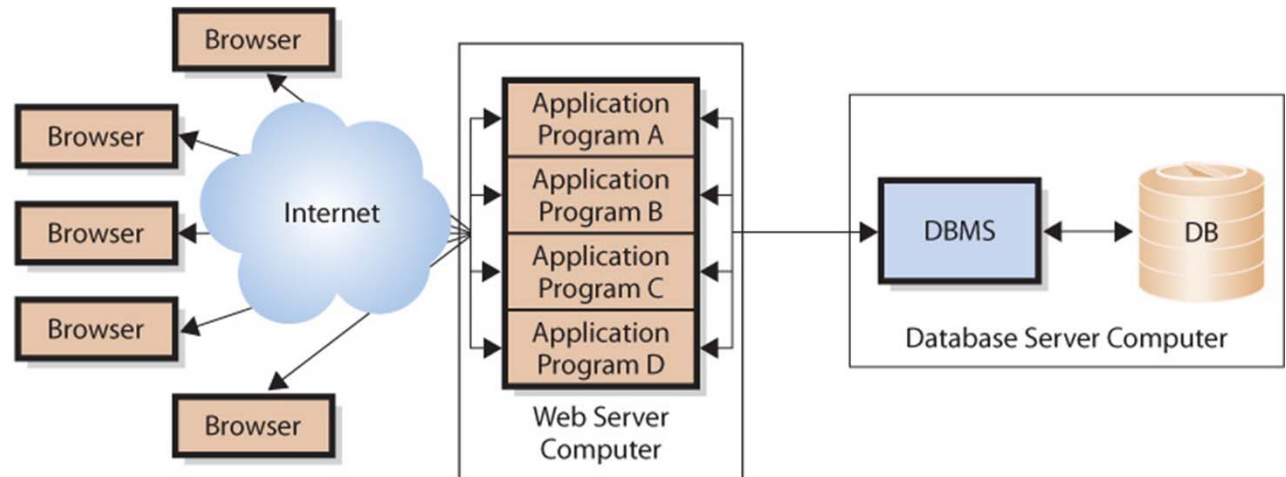 Browser
Browser
Browser
Browser
Browser
Internet
Application
Program A
Application
Program B
Application
Program C
Application
Program D
Web Server
Computer
DBMS
DB
Database Server Computer